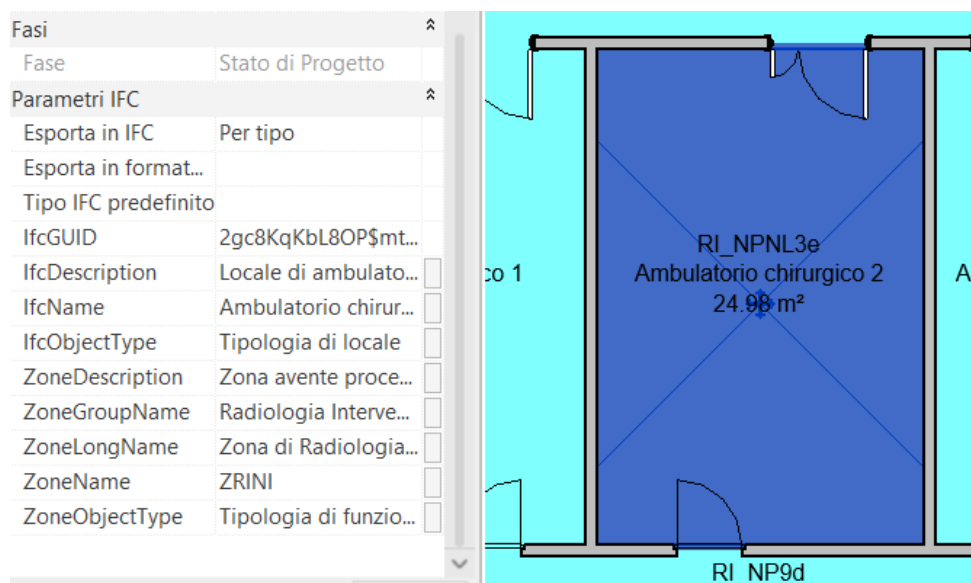 Fasi
Fase Stato di Progetto
Parametri IFC
Esporta in IFC Per tipo
Esporta in format...
Tipo IFC predefinito
IfcGUID 2gc8KqKbL8OP$mt...
IfcDescription Locale di ambulato...
IfcName Ambulatorio chirur...
IfcObjectType Tipologia di locale
ZoneDescription Zona avente proce...
ZoneGroupName Radiologia Interve...
ZoneLongName Zona di Radiologia...
ZoneName ZRINI
ZoneObjectType Tipologia di funzio...
co 1
RI_NPNL3e
Ambulatorio chirurgico 2
24.98 m²
A
RI_NP9d